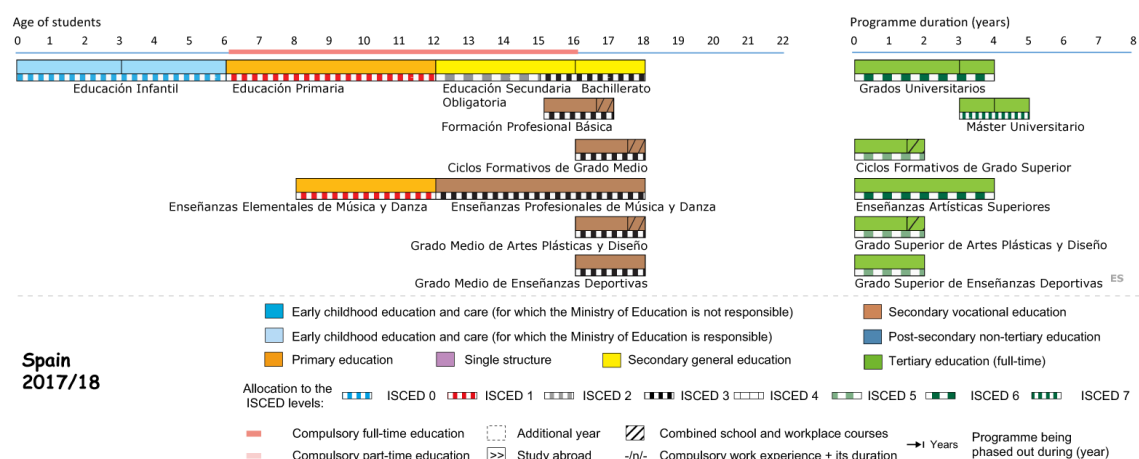 Age of students
Programme duration (years)
0 1 2 3 4 5 6 7 8 9 10 11 12 13 14 15 16 17 18 19 20 21 22
0 1 2 3 4 5 6 7 8
Educación Infantil
Educación Primaria
Educación Secundaria
Obligatoria
Bachillerato
Grados Universitarios
Formación Profesional Básica
Máster Universitario
Ciclos Formativos de Grado Medio
Ciclos Formativos de Grado Superior
Enseñanzas Elementales de Música y Danza
Enseñanzas Profesionales de Música y Danza
Enseñanzas Artísticas Superiores
Grado Medio de Artes Plásticas y Diseño
Grado Superior de Artes Plásticas y Diseño
Grado Medio de Enseñanzas Deportivas
Grado Superior de Enseñanzas Deportivas
ES
Spain
2017/18
Early childhood education and care (for which the Ministry of Education is not responsible)
Secondary vocational education
Early childhood education and care (for which the Ministry of Education is responsible)
Post-secondary non-tertiary education
Primary education
Single structure
Secondary general education
Tertiary education (full-time)
Allocation to the
ISCED levels:
ISCED 0
ISCED 1
ISCED 2
ISCED 3
ISCED 4
ISCED 5
ISCED 6
ISCED 7
Compulsory full-time education
Additional year
Combined school and workplace courses
Years
Programme being
phased out during (year)
Compulsory part-time education
>> Study abroad
-/n/- Compulsory work experience + its duration